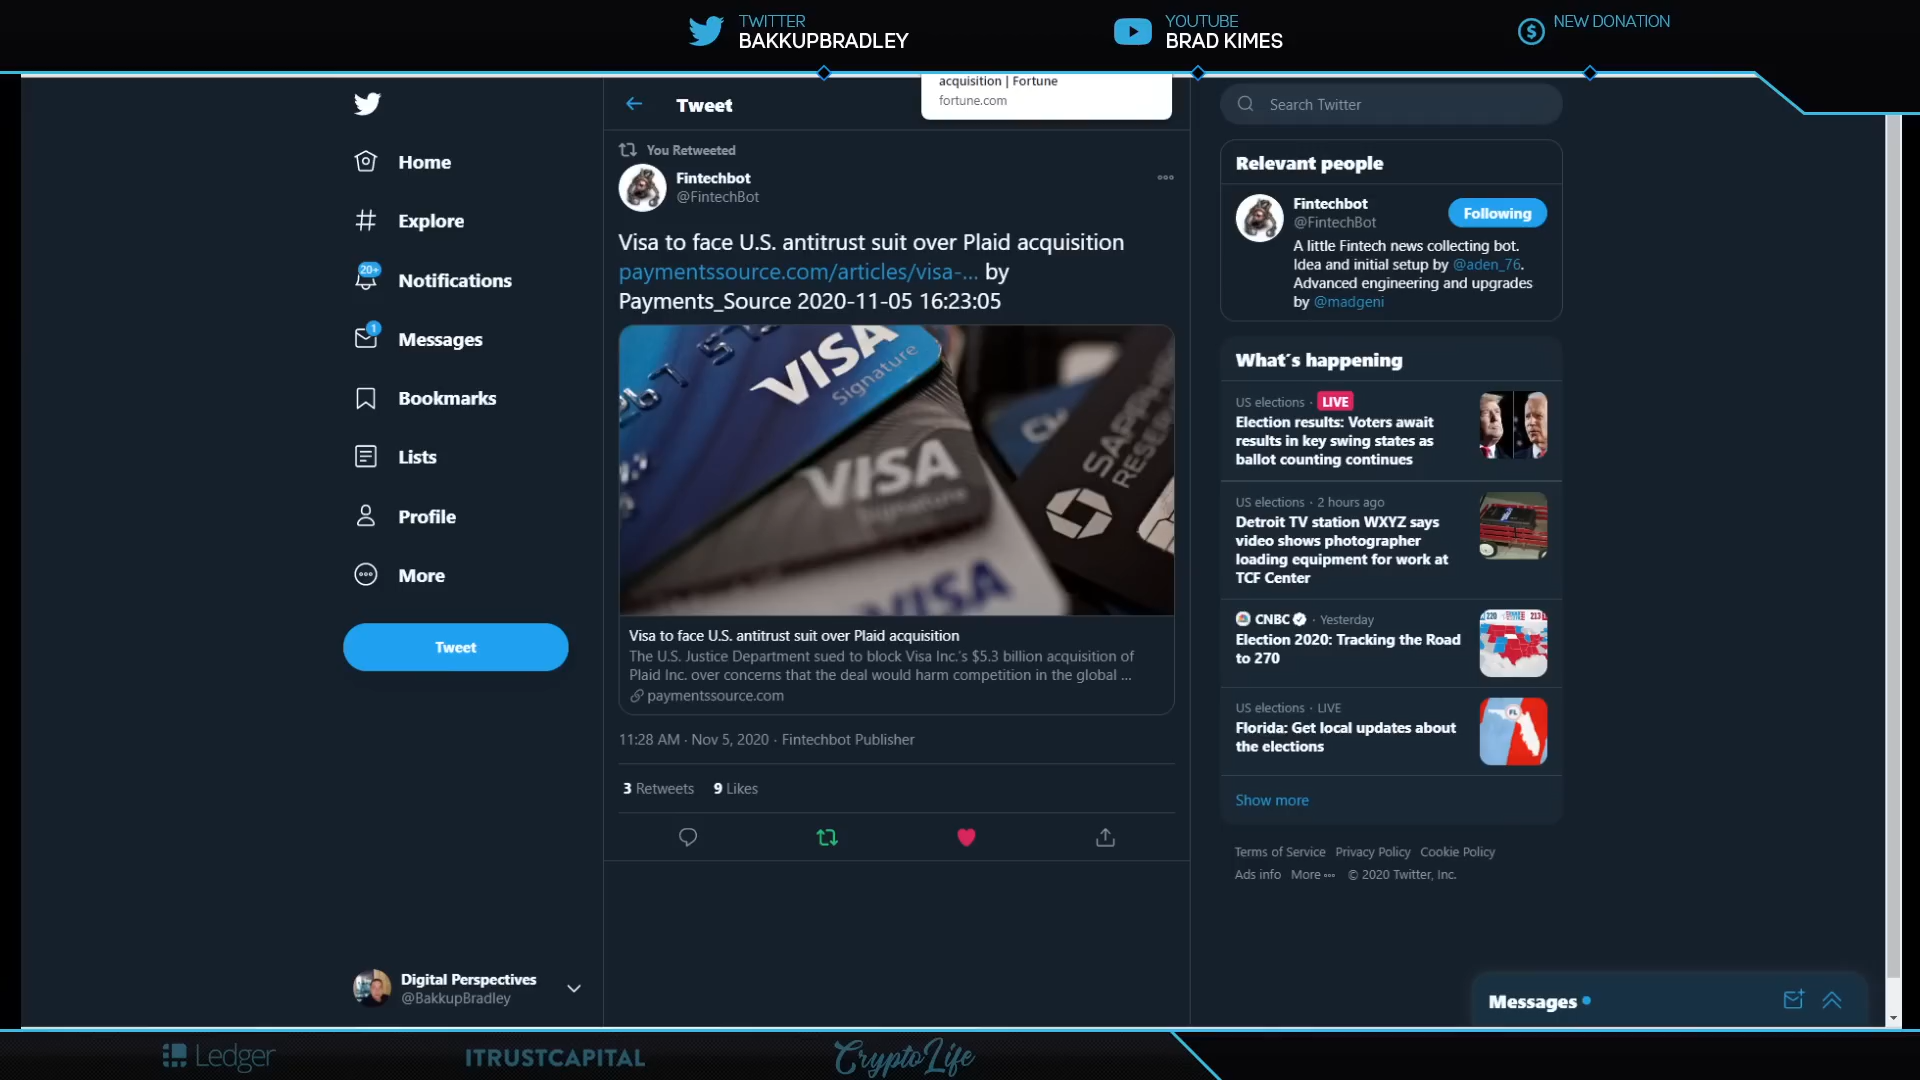 TWITTER
BAKKUPBRADLEY
YOUTUBE
BRAD KIMES
NEW DONATION
acquisition | Fortune
fortune.com
Home
Explore
20+
Notifications
1
Messages
Bookmarks
Lists
Profile
More
Tweet
Digital Perspectives
@BakkupBradley
Tweet
You Retweeted
Fintechbot
@FintechBot
Visa to face U.S. antitrust suit over Plaid acquisition
paymentssource.com/articles/visa-... by
Payments_Source 2020-11-05 16:23:05
VISA
Signature
VISA
Signature
VISA
Visa to face U.S. antitrust suit over Plaid acquisition
The U.S. Justice Department sued to block Visa Inc.'s $5.3 billion acquisition of
Plaid Inc. over concerns that the deal would harm competition in the global ...
paymentssource.com
11:28 AM · Nov 5, 2020 · Fintechbot Publisher
3 Retweets 9 Likes
Search Twitter
Relevant people
Fintechbot
@FintechBot
Following
A little Fintech news collecting bot.
Idea and initial setup by @aden_76.
Advanced engineering and upgrades
by @madgeni
What´s happening
US elections · LIVE
Election results: Voters await
results in key swing states as
ballot counting continues
US elections · 2 hours ago
Detroit TV station WXYZ says
video shows photographer
loading equipment for work at
TCF Center
CNBC · Yesterday
Election 2020: Tracking the Road
to 270
220
213
US elections · LIVE
Florida: Get local updates about
the elections
FL
Show more
Terms of Service Privacy Policy Cookie Policy
Ads info More ••• © 2020 Twitter, Inc.
Messages
Ledger
ITRUSTCAPITAL
CryptoLife